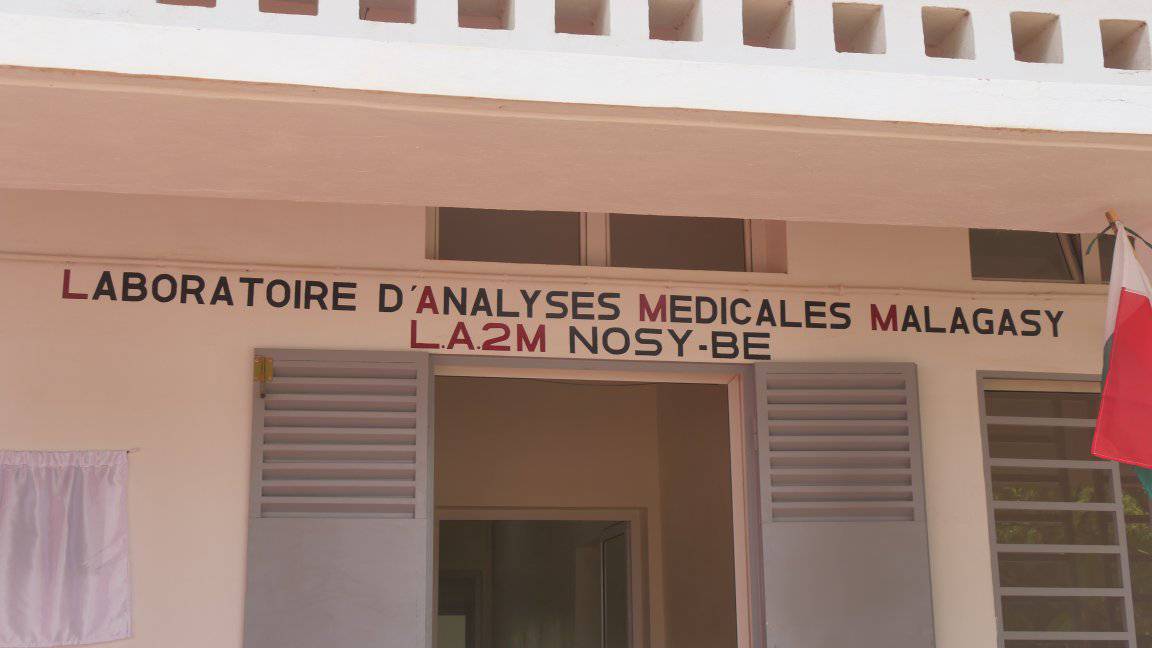 LABORATOIRE D'ANALYSES MEDICALES MALAGASY
L.A.2M NOSY-BE